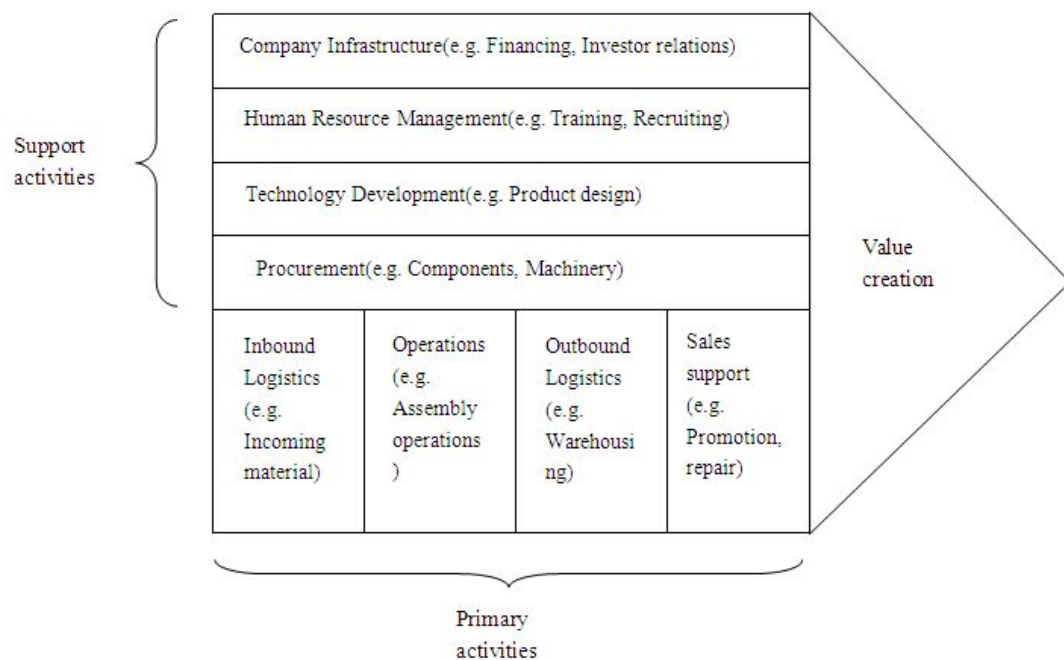 Company Infrastructure(e.g. Financing, Investor relations)
Human Resource Management(e.g. Training, Recruiting)
Support
activities
Technology Development(e.g. Product design)
Procurement(e.g. Components, Machinery)
Value
creation
Inbound
Logistics
(e.g.
Incoming
material)
Operations
(e.g.
Assembly
operations
)
Outbound
Logistics
(e.g.
Warehousi
ng)
Sales
support
(e.g.
Promotion,
repair)
Primary
activities